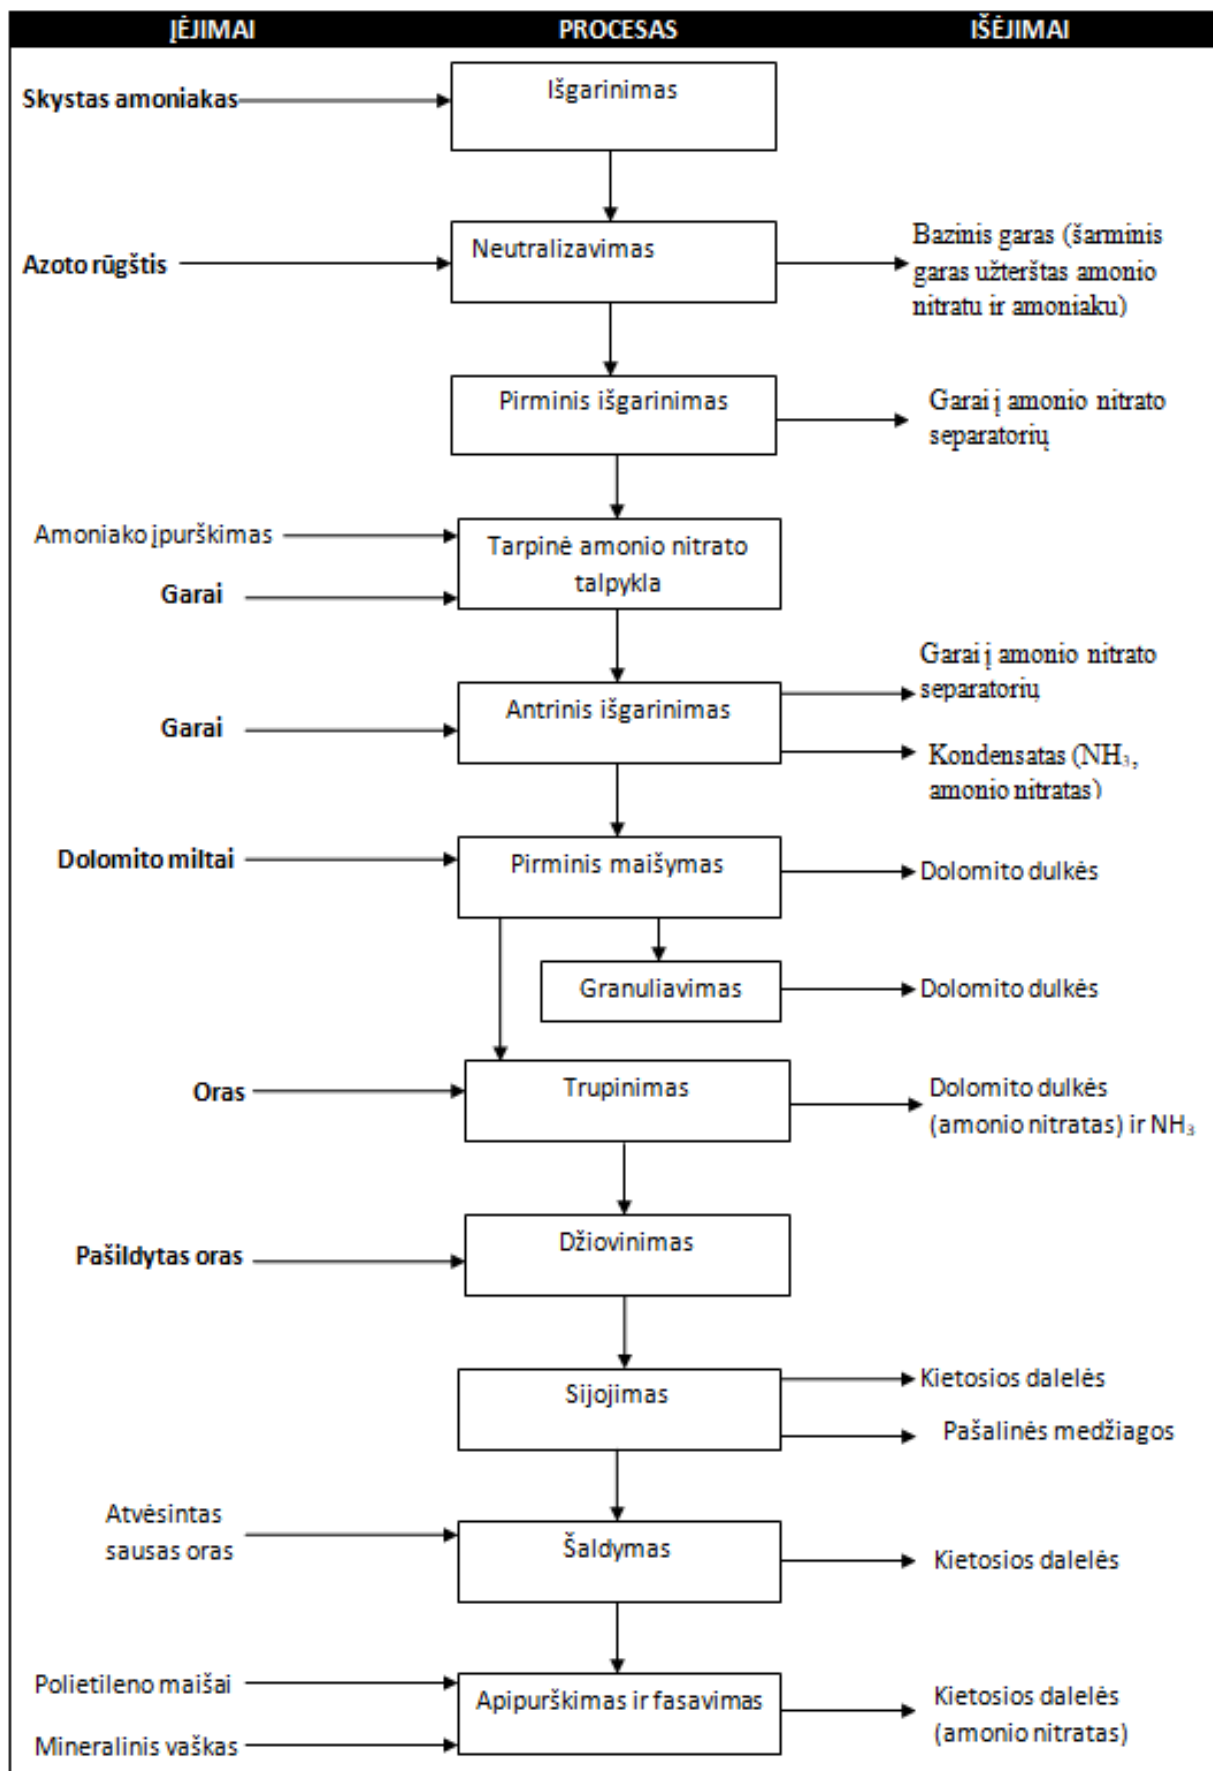 ĮĖJIMAI PROCESAS IŠĖJIMAI
Skystas amoniakas
Išgarinimas
Azoto rūgštis
Neutralizavimas
Bazinis garas (šarminis
garas užterštas amonio
nitratu ir amoniaku)
Pirminis išgarinimas
Garai į amonio nitrato
separatorių
Amoniako įpurškimas
Garai
Tarpinė amonio nitrato
talpykla
Garai
Antrinis išgarinimas
Garai į amonio nitrato
separatorių
Kondensatas (NH₃,
amonio nitratas)
Dolomito miltai
Pirminis maišymas
Dolomito dulkės
Granuliavimas
Dolomito dulkės
Oras
Trupinimas
Dolomito dulkės
(amonio nitratas) ir NH₃
Pašildytas oras
Džiovinimas
Sijojimas
Kietosios dalelės
Pašalinės medžiagos
Atvėsintas
sausas oras
Šaldymas
Kietosios dalelės
Polietileno maišai
Mineralinis vaškas
Apipurškimas ir fasavimas
Kietosios dalelės
(amonio nitratas)